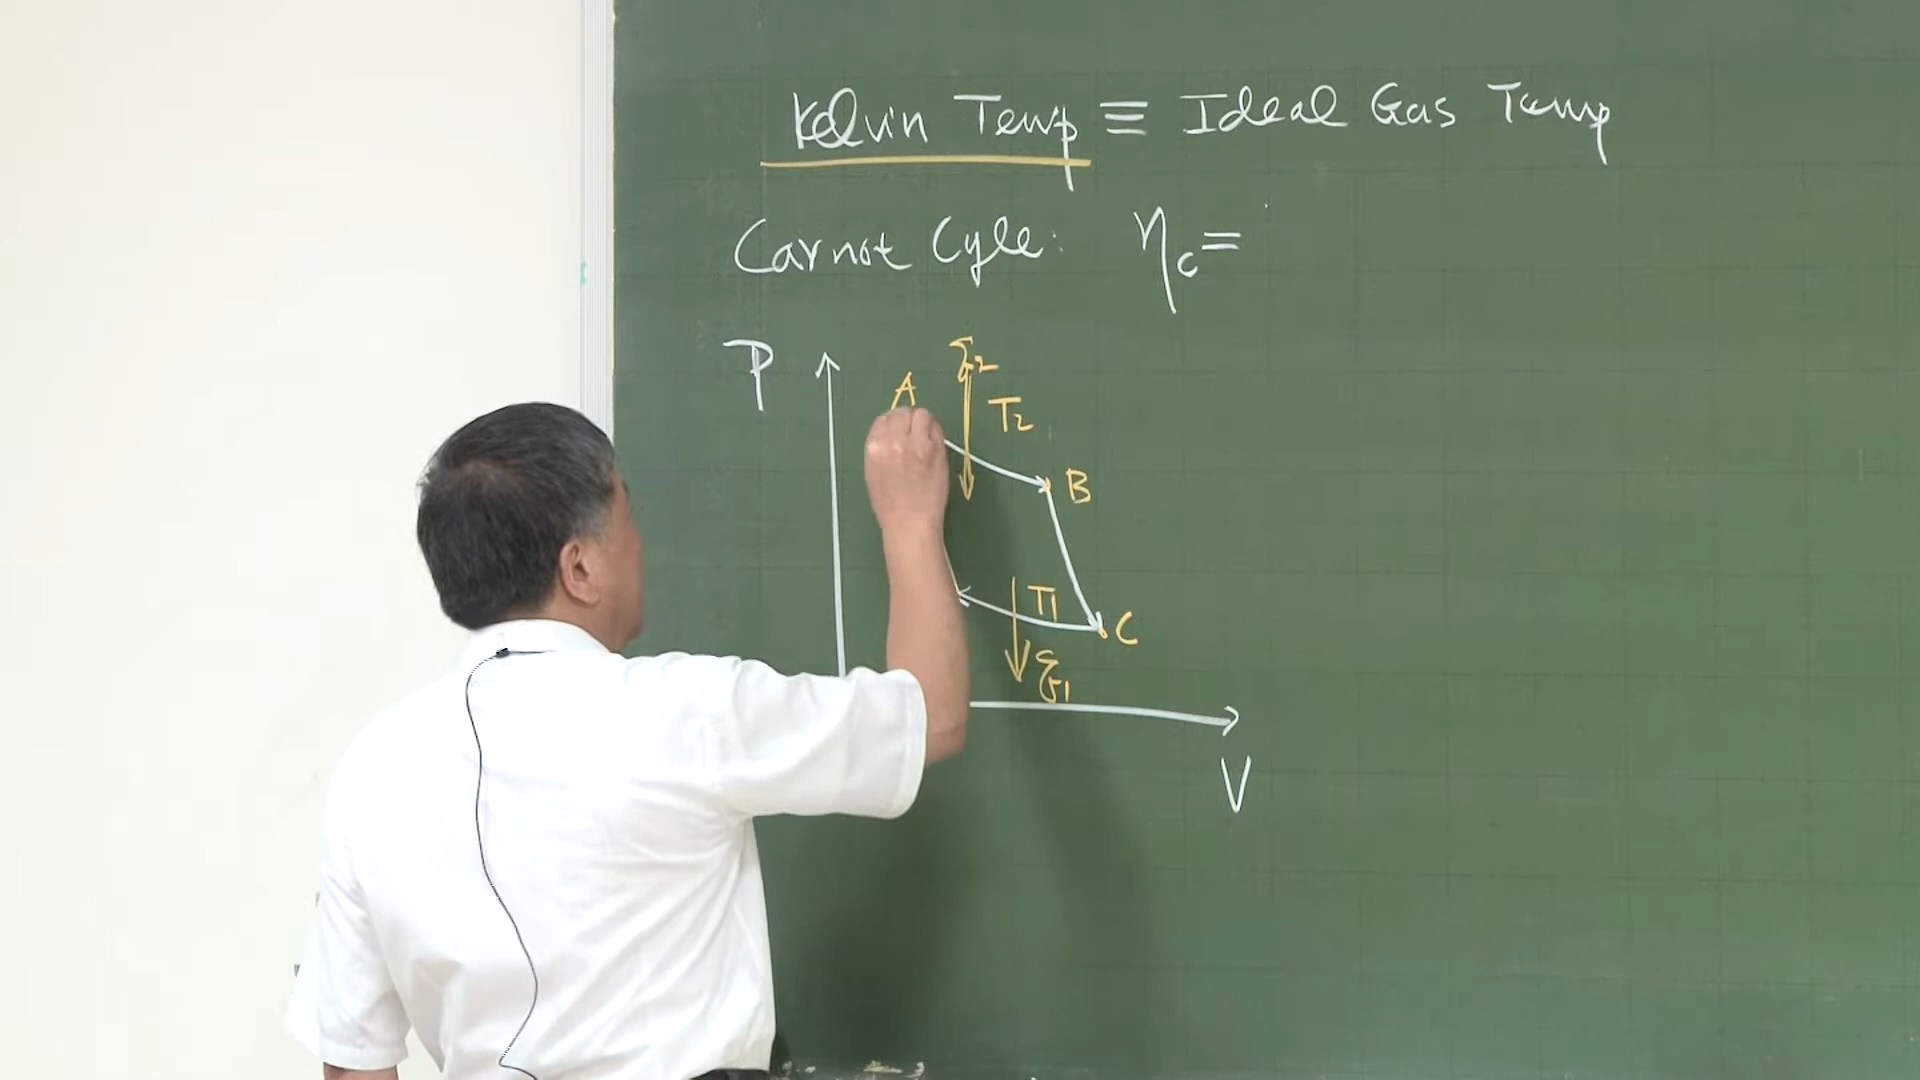 Kelvin Temp ≡ Ideal Gas Temp
Carnot Cyle: ηc=
P
A
q2
T2
B
T1
C
q1
V